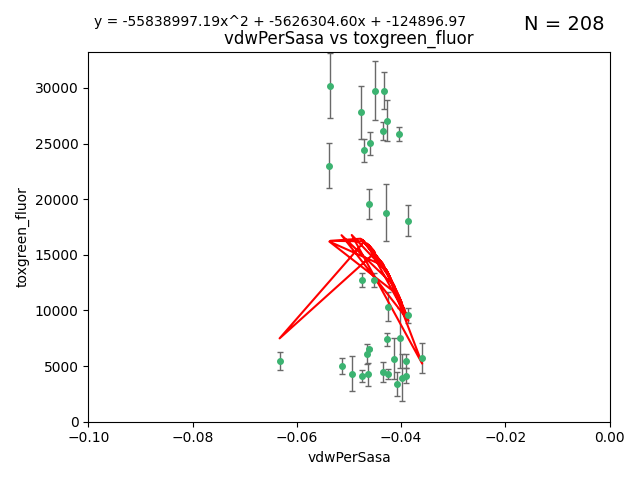 y = -55838997.19x^2 + -5626304.60x + -124896.97
N = 208
vdwPerSasa vs toxgreen_fluor
30000
25000
20000
15000
10000
5000
0
toxgreen_fluor
−0.10
−0.08
−0.06
−0.04
−0.02
0.00
vdwPerSasa